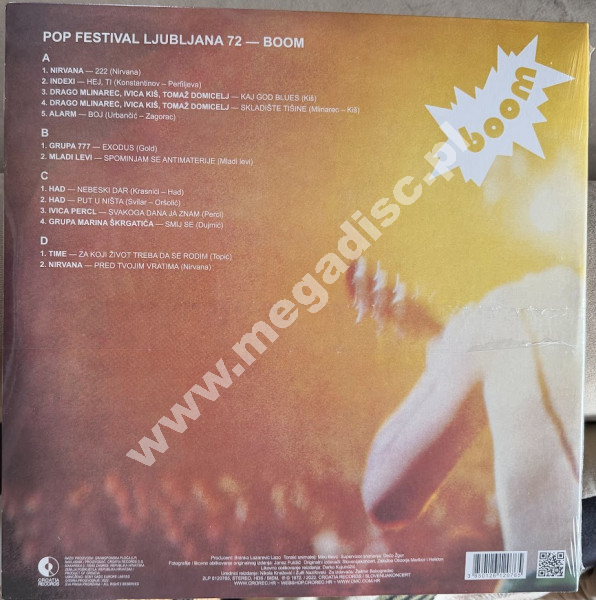 POP FESTIVAL LJUBLJANA 72 — BOOM
boom
A
1. NIRVANA — 222 (Nirvana)
2. INDEXI — HEJ, TI (Konstantinov – Perfiljeva)
3. DRAGO MLINAREC, IVICA KIŠ, TOMAŽ DOMICELJ — KAJ GOD BLUES (Kiš)
4. DRAGO MLINAREC, IVICA KIŠ, TOMAŽ DOMICELJ — SKLADIŠTE TIŠINE (Mlinarec – Kiš)
5. ALARM — BOJ (Urbančič – Zagorac)
B
1. GRUPA 777 — EXODUS (Gold)
2. MLADI LEVI — SPOMINJAM SE ANTIMATERIJE (Mladi levi)
C
1. HAD — NEBESKI DAR (Krasnići – Had)
2. HAD — PUT U NIŠTA (Svilar – Oršolić)
3. IVICA PERCL — SVAKOGA DANA JA ZNAM (Percl)
4. GRUPA MARINA ŠKRGATIĆA — SMIJ SE (Dujmić)
D
1. TIME — ZA KOJI ŽIVOT TREBA DA SE RODIM (Topić)
2. NIRVANA — PRED TVOJIM VRATIMA (Nirvana)
www.megadisc.pl
CROATIA
RECORDS